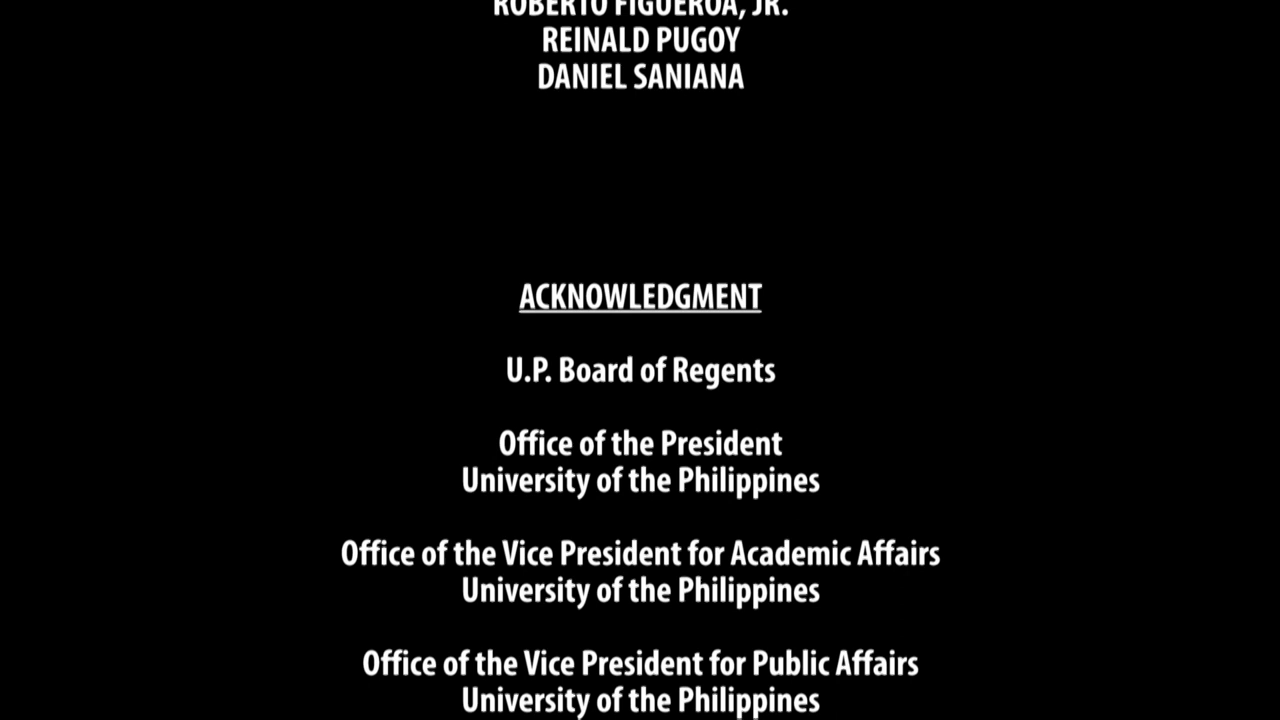 ROBERTO FIGUEROA, JR.
REINALD PUGOY
DANIEL SANIANA
ACKNOWLEDGMENT
U.P. Board of Regents
Office of the President
University of the Philippines
Office of the Vice President for Academic Affairs
University of the Philippines
Office of the Vice President for Public Affairs
University of the Philippines